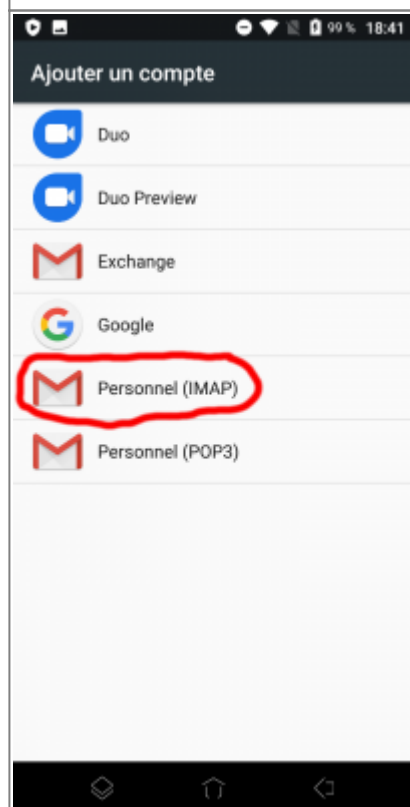 99 % 18:41
Ajouter un compte
Duo
Duo Preview
Exchange
Google
Personnel (IMAP)
Personnel (POP3)